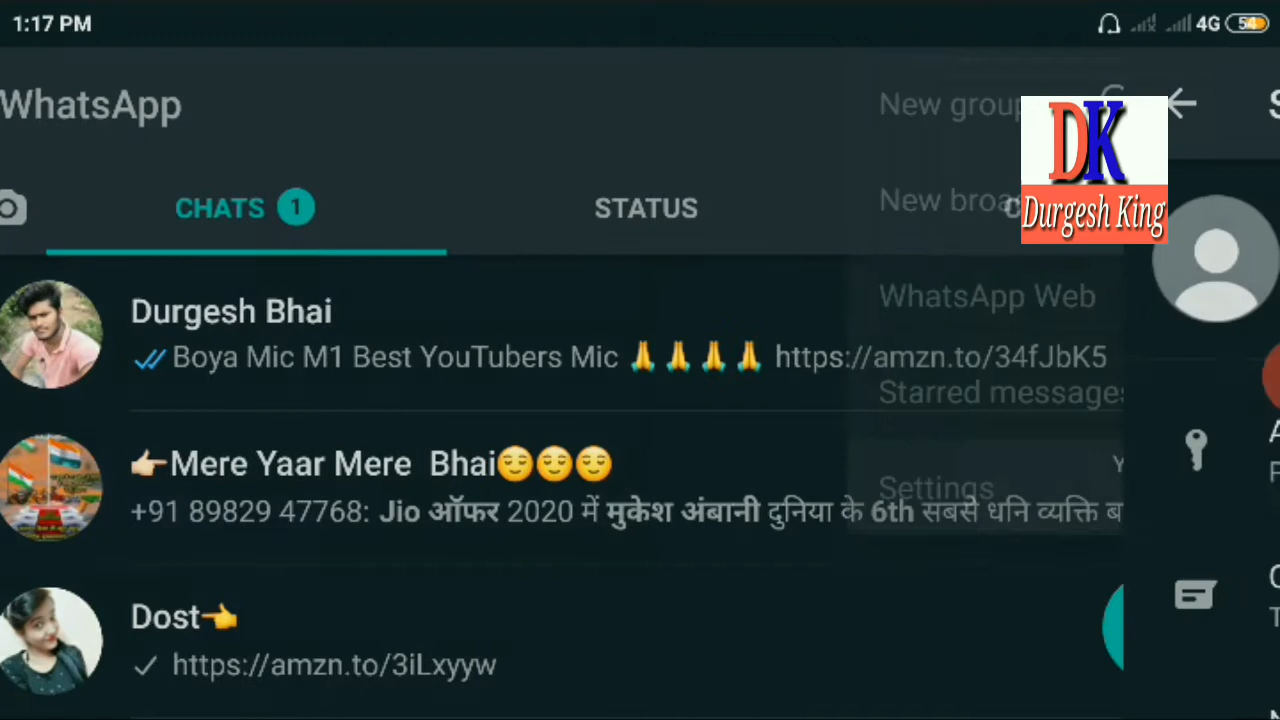 1:17 PM
4G 54
WhatsApp
New group
CHATS 1
STATUS
New broa
DK
Durgesh King
WhatsApp Web
Durgesh Bhai
Boya Mic M1 Best YouTubers Mic 🙏🙏🙏🙏 https://amzn.to/34fJbK5
Starred messages
👉🏻Mere Yaar Mere Bhai😌😌😌
Settings
+91 89829 47768: Jio ऑफर 2020 में मुकेश अंबानी दुनिया के 6th सबसे धनि व्यक्ति ब
Dost👈
https://amzn.to/3iLxyyw